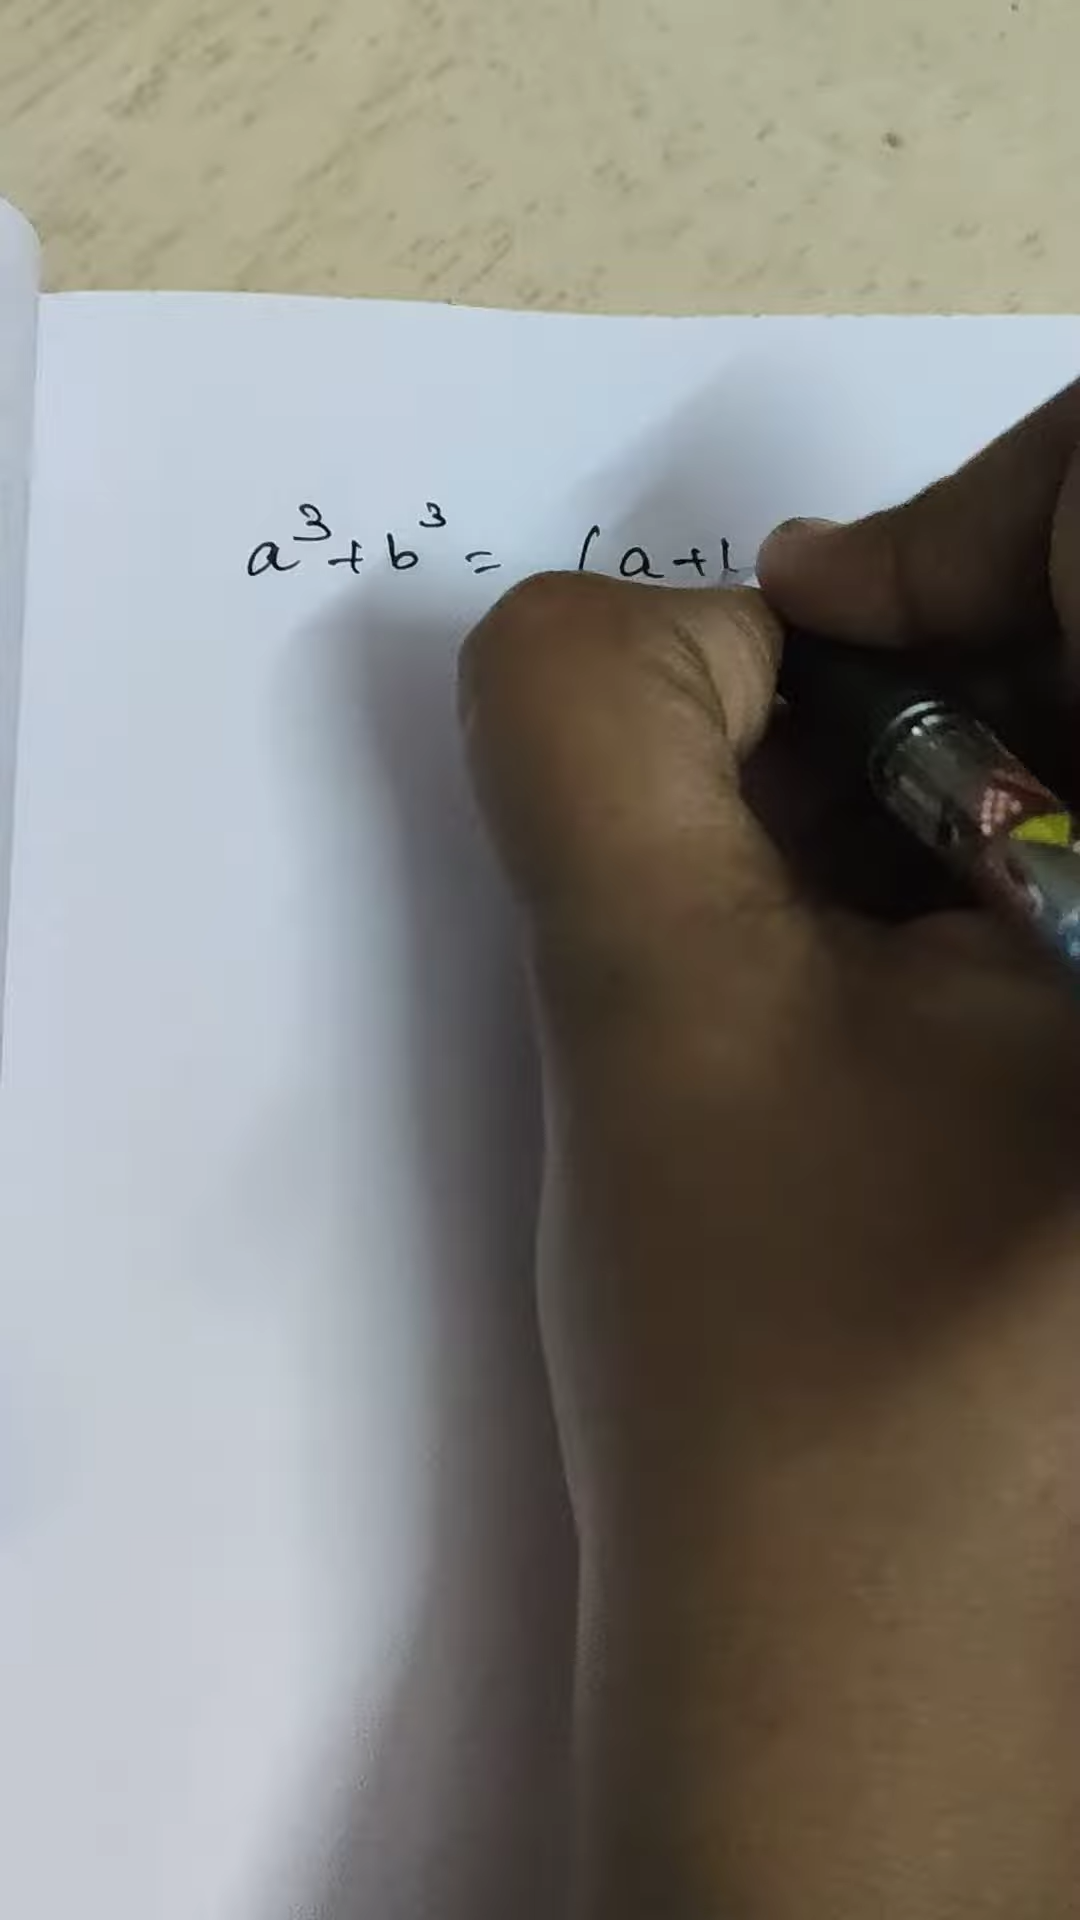 a³+b³ = (a+